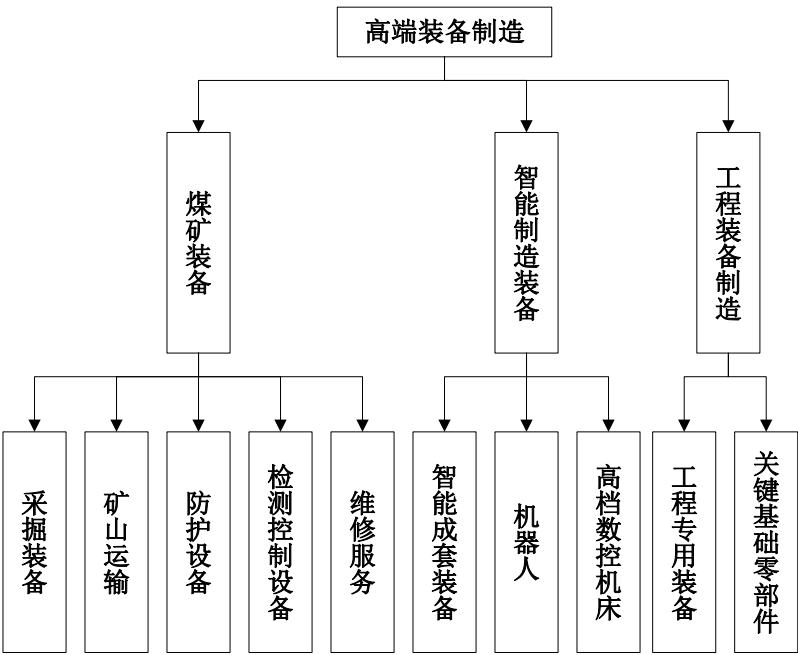 高端装备制造
煤矿装备
智能制造装备
工程装备制造
采掘装备
矿山运输
防护设备
检测控制设备
维修服务
智能成套装备
机器人
高档数控机床
工程专用装备
关键基础零部件